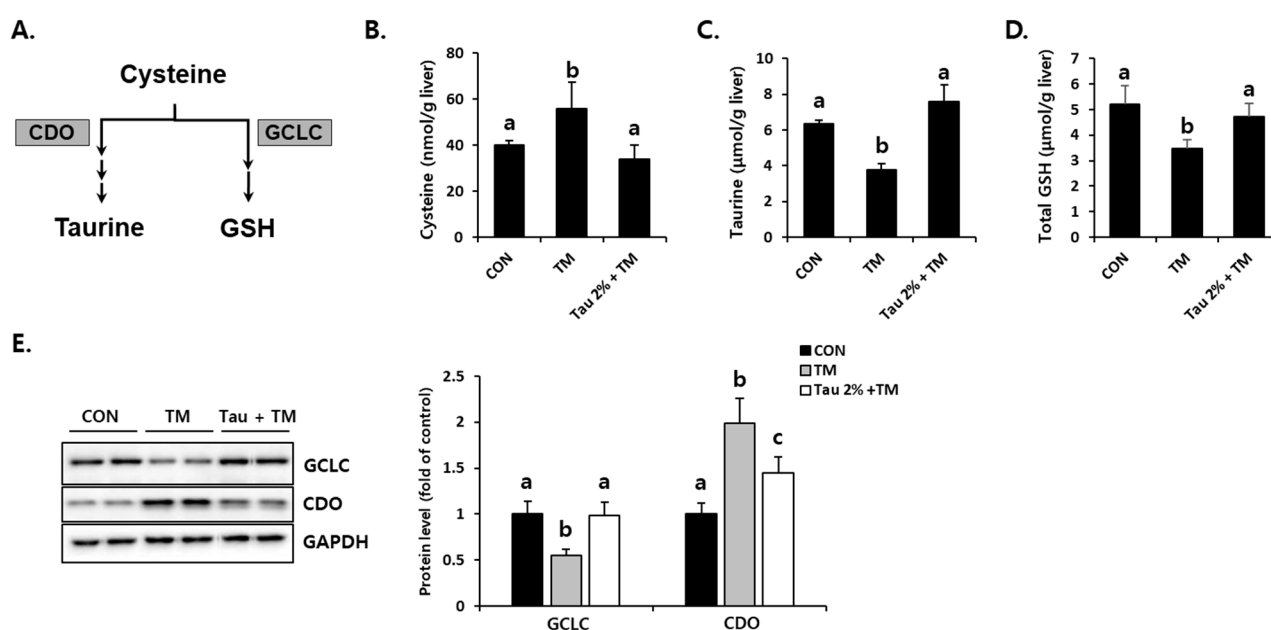 A.
Cysteine
CDO
GCLC
Taurine
GSH
B.
Cysteine (nmol/g liver)
80
60
40
20
0
a
b
a
CON
TM
Tau 2% + TM
C.
Taurine (μmol/g liver)
10
8
6
4
2
0
a
b
a
CON
TM
Tau 2% + TM
D.
Total GSH (μmol/g liver)
7
6
5
4
3
2
1
0
a
b
a
CON
TM
Tau 2% + TM
E.
CON TM Tau + TM
GCLC
CDO
GAPDH
Protein level (fold of control)
2.5
2
1.5
1
0.5
0
a
b
a
a
b
c
GCLC
CDO
CON
TM
Tau 2% +TM